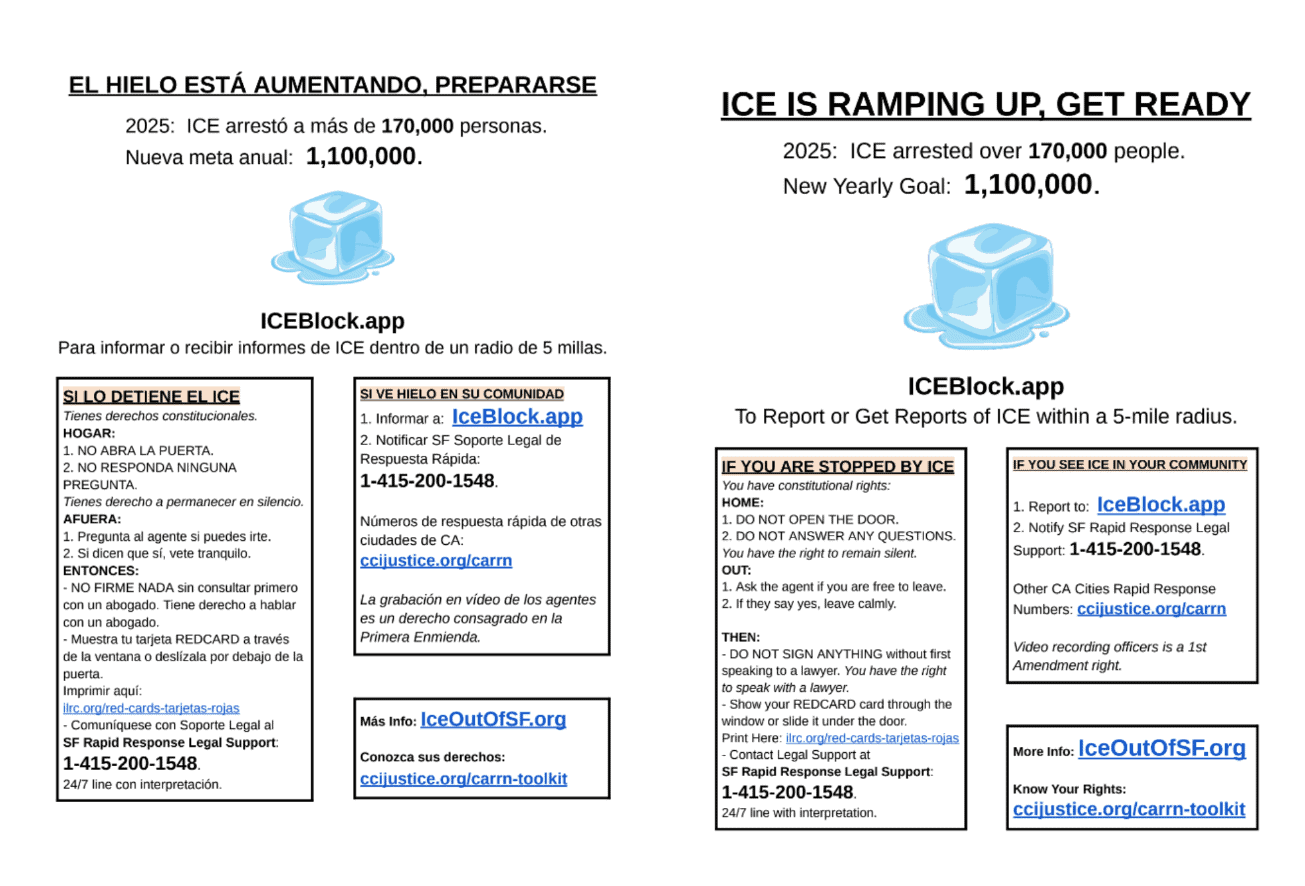 EL HIELO ESTÁ AUMENTANDO, PREPARARSE
2025: ICE arrestó a más de 170,000 personas.
Nueva meta anual: 1,100,000.
ICEBlock.app
Para informar o recibir informes de ICE dentro de un radio de 5 millas.
SI LO DETIENE EL ICE
Tienes derechos constitucionales.
HOGAR:
1. NO ABRA LA PUERTA.
2. NO RESPONDA NINGUNA
PREGUNTA.
Tienes derecho a permanecer en silencio.
AFUERA:
1. Pregunta al agente si puedes irte.
2. Si dicen que sí, vete tranquilo.
ENTONCES:
- NO FIRME NADA sin consultar primero
con un abogado. Tiene derecho a hablar
con un abogado.
- Muestra tu tarjeta REDCARD a través
de la ventana o deslízala por debajo de la
puerta.
Imprimir aquí:
ilrc.org/red-cards-tarjetas-rojas
- Comuníquese con Soporte Legal al
SF Rapid Response Legal Support:
1-415-200-1548.
24/7 line con interpretación.
SI VE HIELO EN SU COMUNIDAD
1. Informar a: IceBlock.app
2. Notificar SF Soporte Legal de
Respuesta Rápida:
1-415-200-1548.
Números de respuesta rápida de otras
ciudades de CA:
ccijustice.org/carrn
La grabación en vídeo de los agentes
es un derecho consagrado en la
Primera Enmienda.
Más Info: IceOutOfSF.org
Conozca sus derechos:
ccijustice.org/carrn-toolkit
ICE IS RAMPING UP, GET READY
2025: ICE arrested over 170,000 people.
New Yearly Goal: 1,100,000.
ICEBlock.app
To Report or Get Reports of ICE within a 5-mile radius.
IF YOU ARE STOPPED BY ICE
You have constitutional rights:
HOME:
1. DO NOT OPEN THE DOOR.
2. DO NOT ANSWER ANY QUESTIONS.
You have the right to remain silent.
OUT:
1. Ask the agent if you are free to leave.
2. If they say yes, leave calmly.
THEN:
- DO NOT SIGN ANYTHING without first
speaking to a lawyer. You have the right
to speak with a lawyer.
- Show your REDCARD card through the
window or slide it under the door.
Print Here: ilrc.org/red-cards-tarjetas-rojas
- Contact Legal Support at
SF Rapid Response Legal Support:
1-415-200-1548.
24/7 line with interpretation.
IF YOU SEE ICE IN YOUR COMMUNITY
1. Report to: IceBlock.app
2. Notify SF Rapid Response Legal
Support: 1-415-200-1548.
Other CA Cities Rapid Response
Numbers: ccijustice.org/carrn
Video recording officers is a 1st
Amendment right.
More Info: IceOutOfSF.org
Know Your Rights:
ccijustice.org/carrn-toolkit